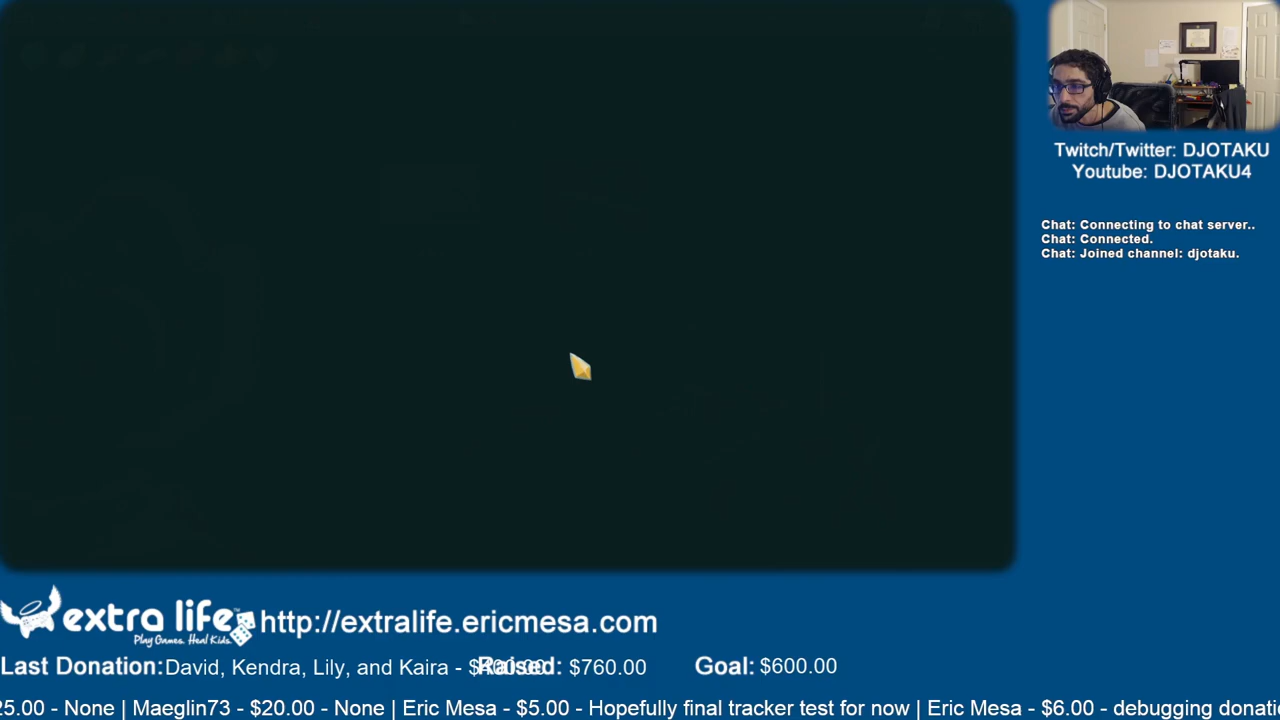 Twitch/Twitter: DJOTAKU
Youtube: DJOTAKU4
Chat: Connecting to chat server..
Chat: Connected.
Chat: Joined channel: djotaku.
extra life
Play Games. Heal Kids.
http://extralife.ericmesa.com
Last Donation: David, Kendra, Lily, and Kaira - Raised: $760.00 Goal: $600.00
25.00 - None | Maeglin73 - $20.00 - None | Eric Mesa - $5.00 - Hopefully final tracker test for now | Eric Mesa - $6.00 - debugging